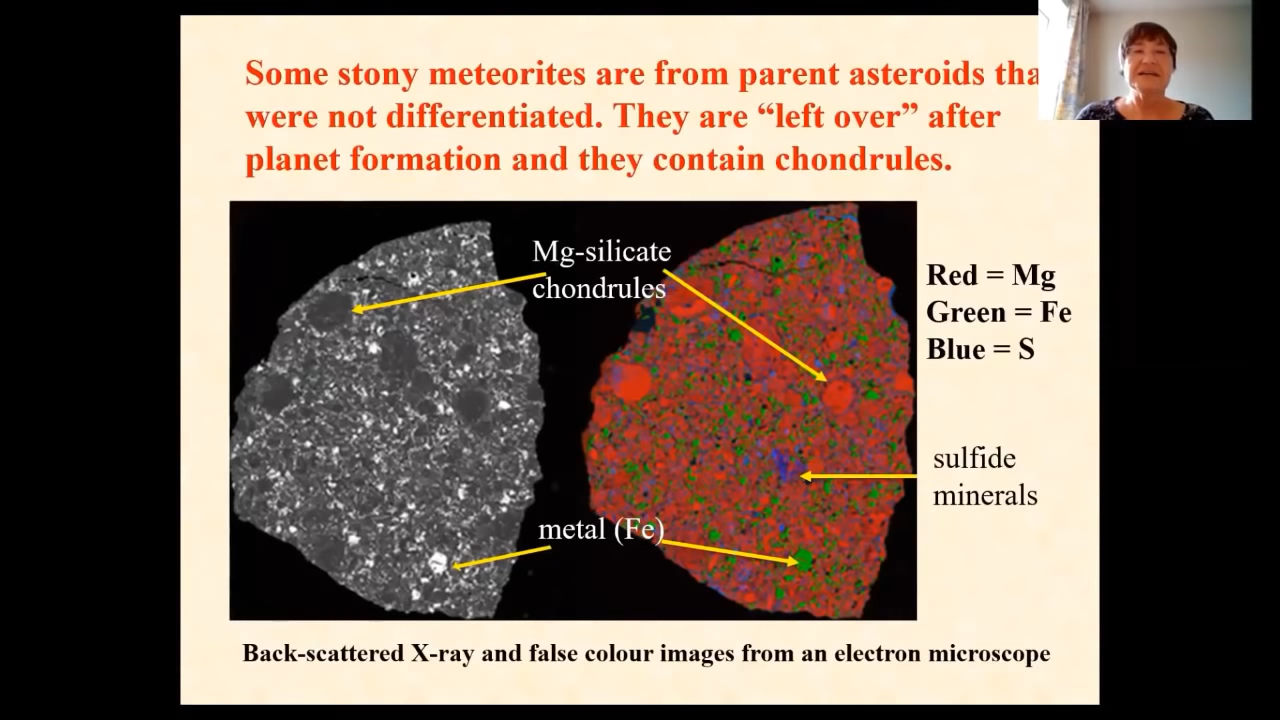 Some stony meteorites are from parent asteroids tha
were not differentiated. They are “left over” after
planet formation and they contain chondrules.
Mg-silicate
chondrules
Red = Mg
Green = Fe
Blue = S
sulfide
minerals
metal (Fe)
Back-scattered X-ray and false colour images from an electron microscope